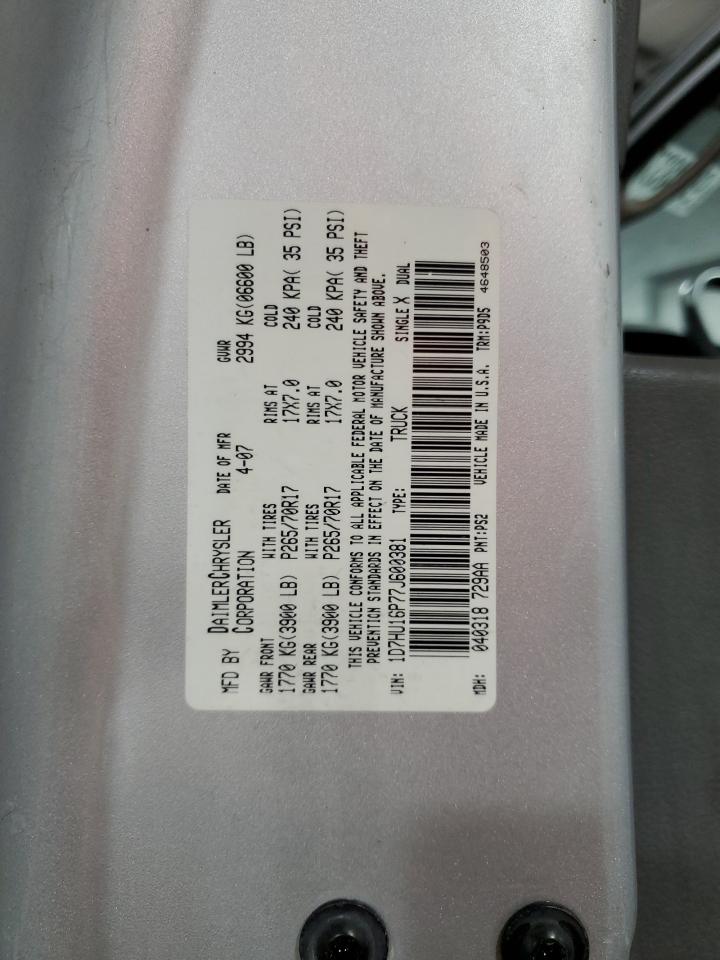 MFD BY DAIMLERCHRYSLER CORPORATION DATE OF MFR 4-07 GVWR 2994 KG(06600 LB)
GAWR FRONT WITH TIRES RIMS AT COLD
1770 KG(3900 LB) P265/70R17 17X7.0 240 KPA( 35 PSI)
GAWR REAR WITH TIRES RIMS AT COLD
1770 KG(3900 LB) P265/70R17 17X7.0 240 KPA( 35 PSI)
THIS VEHICLE CONFORMS TO ALL APPLICABLE FEDERAL MOTOR VEHICLE SAFETY AND THEFT
PREVENTION STANDARDS IN EFFECT ON THE DATE OF MANUFACTURE SHOWN ABOVE.
VIN: 1D7HU16P77J600381 TYPE: TRUCK SINGLE X DUAL
MDH: 040318 729AA PNT:PS2 VEHICLE MADE IN U.S.A. TRM:P9D5 4648503